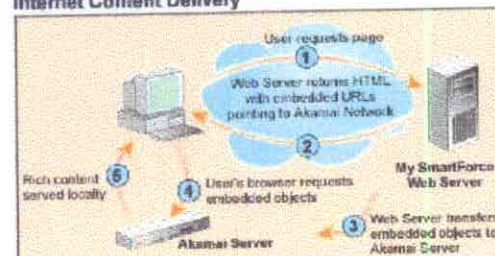 Internet Content Delivery
User requests page
1
Web Server returns HTML
with embedded URLs
pointing to Akamai Network
2
My SmartForce
Web Server
Rich content
served locally
5
4
User's browser requests
embedded objects
3
Web Server transfers
embedded objects to
Akamai Server
Akamai Server